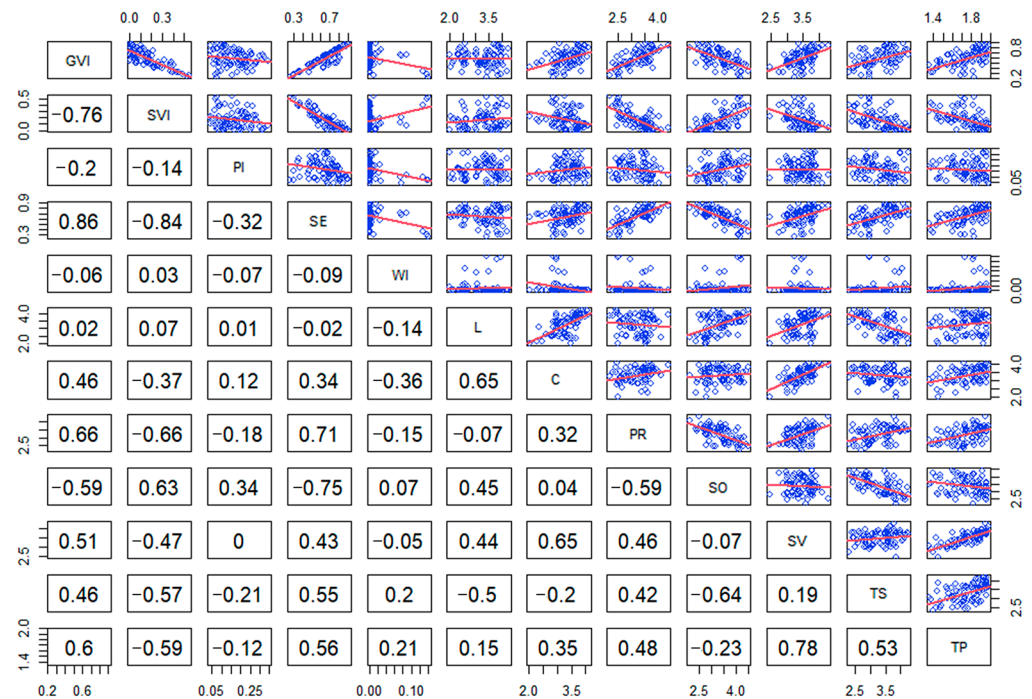 0.0 0.3 0.3 0.7 2.0 3.5 2.5 4.0 2.5 3.5 1.4 1.8
GVI 0.2 0.8
0.0 0.5 −0.76 SVI
−0.2 −0.14 PI 0.05
0.3 0.9 0.86 −0.84 −0.32 SE
−0.06 0.03 −0.07 −0.09 WI 0.00
2.0 4.0 0.02 0.07 0.01 −0.02 −0.14 L
0.46 −0.37 0.12 0.34 −0.36 0.65 C 2.0 4.0
2.5 0.66 −0.66 −0.18 0.71 −0.15 −0.07 0.32 PR
−0.59 0.63 0.34 −0.75 0.07 0.45 0.04 −0.59 SO 2.5
2.5 0.51 −0.47 0 0.43 −0.05 0.44 0.65 0.46 −0.07 SV
0.46 −0.57 −0.21 0.55 0.2 −0.5 −0.2 0.42 −0.64 0.19 TS 2.5
1.4 2.0 0.6 −0.59 −0.12 0.56 0.21 0.15 0.35 0.48 −0.23 0.78 0.53 TP
0.2 0.6 0.05 0.25 0.00 0.10 2.0 3.5 2.5 4.0 2.5 3.5